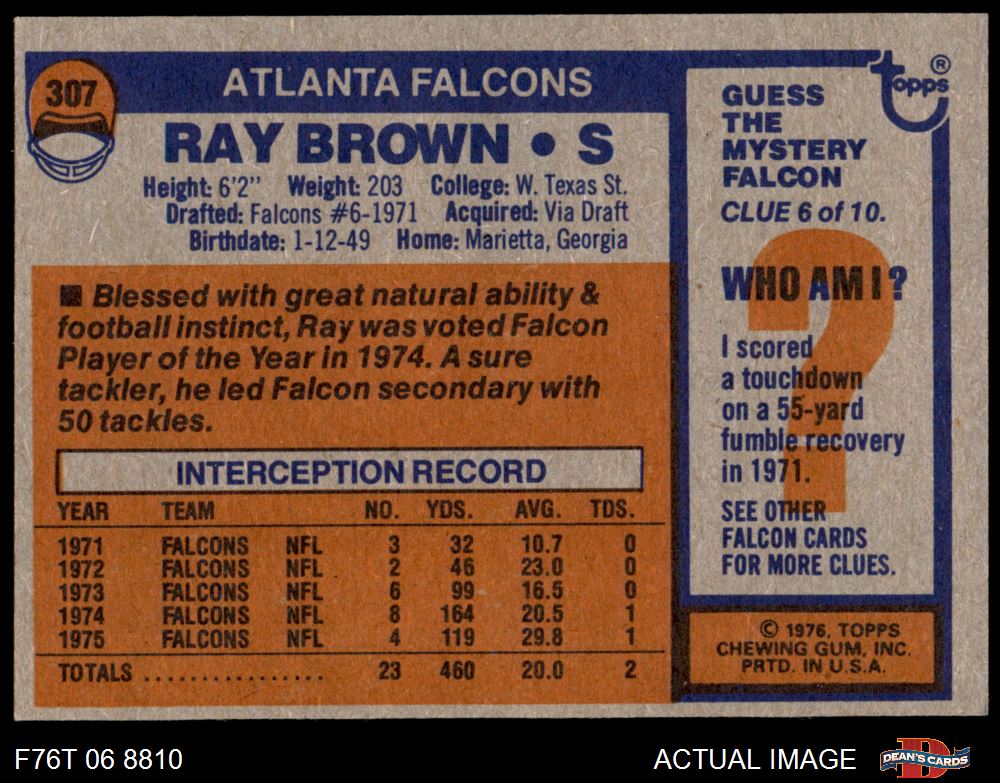 307
ATLANTA FALCONS
RAY BROWN • S
Height: 6'2" Weight: 203 College: W. Texas St.
Drafted: Falcons #6-1971 Acquired: Via Draft
Birthdate: 1-12-49 Home: Marietta, Georgia
■ Blessed with great natural ability &
football instinct, Ray was voted Falcon
Player of the Year in 1974. A sure
tackler, he led Falcon secondary with
50 tackles.
INTERCEPTION RECORD
YEAR TEAM NO. YDS. AVG. TDS.
1971 FALCONS NFL 3 32 10.7 0
1972 FALCONS NFL 2 46 23.0 0
1973 FALCONS NFL 6 99 16.5 0
1974 FALCONS NFL 8 164 20.5 1
1975 FALCONS NFL 4 119 29.8 1
TOTALS ................ 23 460 20.0 2
topps ®
GUESS
THE
MYSTERY
FALCON
CLUE 6 of 10.
?
WHO AM I?
I scored
a touchdown
on a 55-yard
fumble recovery
in 1971.
SEE OTHER
FALCON CARDS
FOR MORE CLUES.
© 1976, TOPPS
CHEWING GUM, INC.
PRTD. IN U.S.A.
F76T 06 8810
ACTUAL IMAGE
D
DEAN'S CARDS